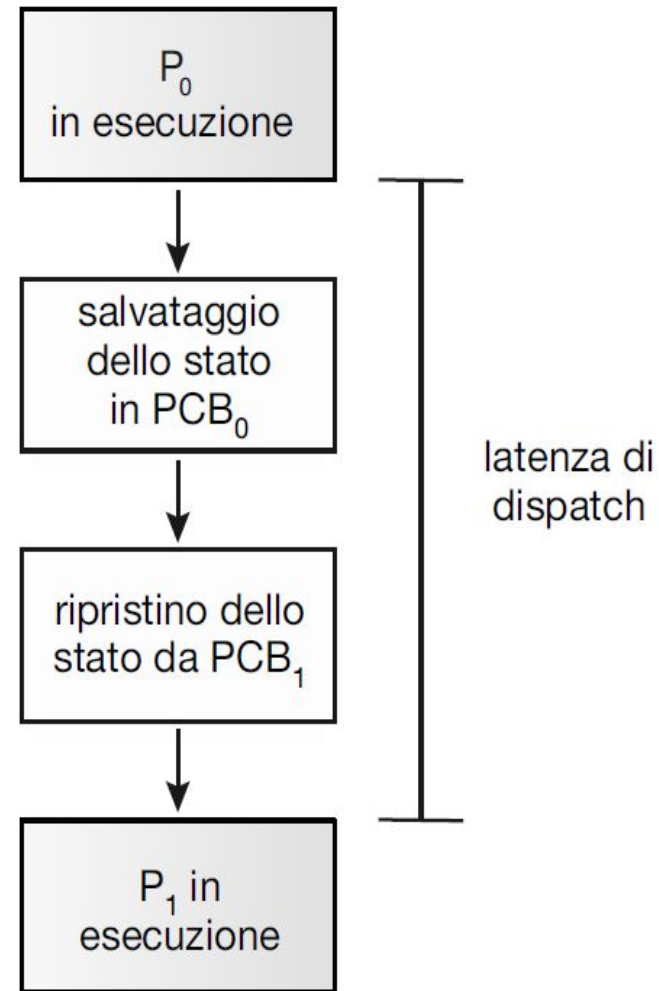 P₀
in esecuzione
salvataggio
dello stato
in PCB₀
latenza di
dispatch
ripristino dello
stato da PCB₁
P₁ in
esecuzione